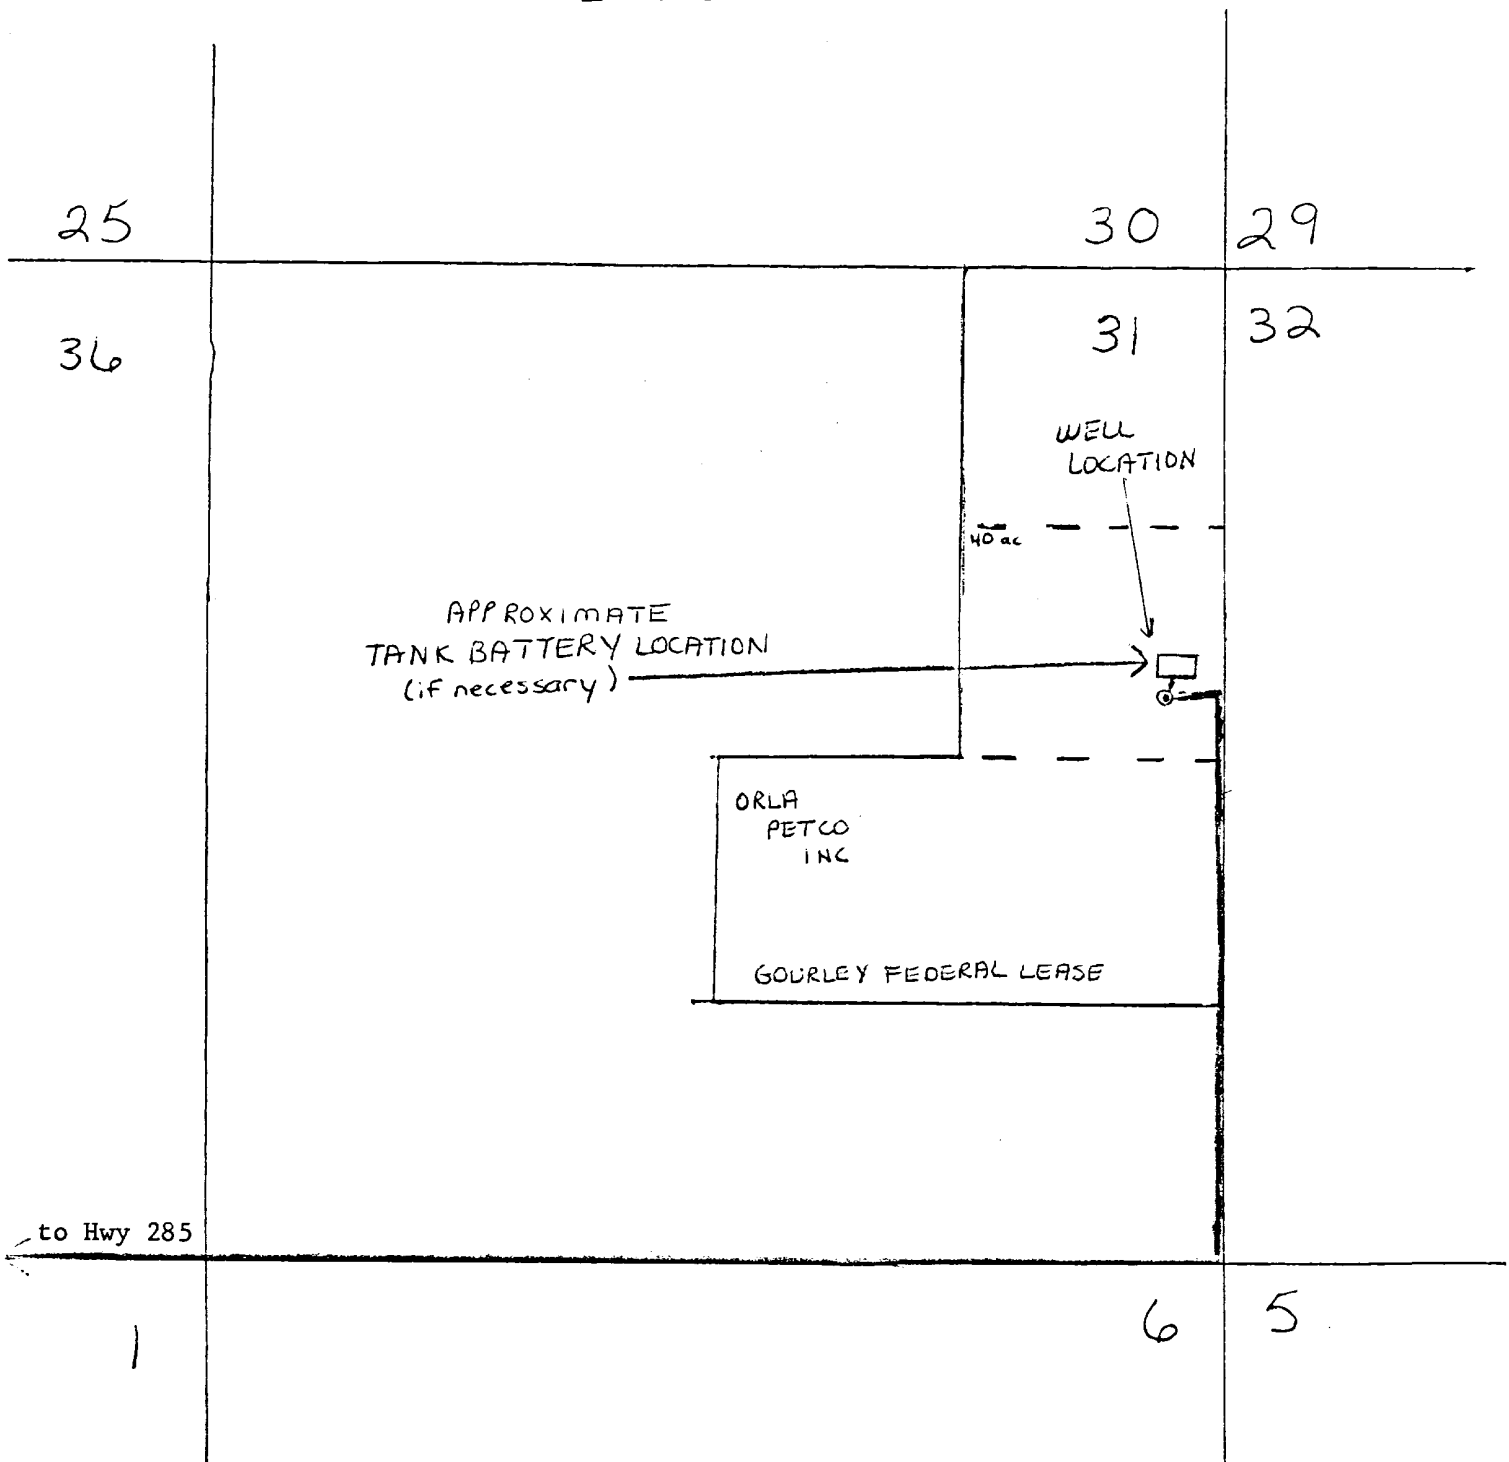 25
30
29
36
31
32
WELL
LOCATION
40 ac
APPROXIMATE
TANK BATTERY LOCATION
(if necessary)
ORLA
PETCO
INC
GOURLEY FEDERAL LEASE
to Hwy 285
1
6
5